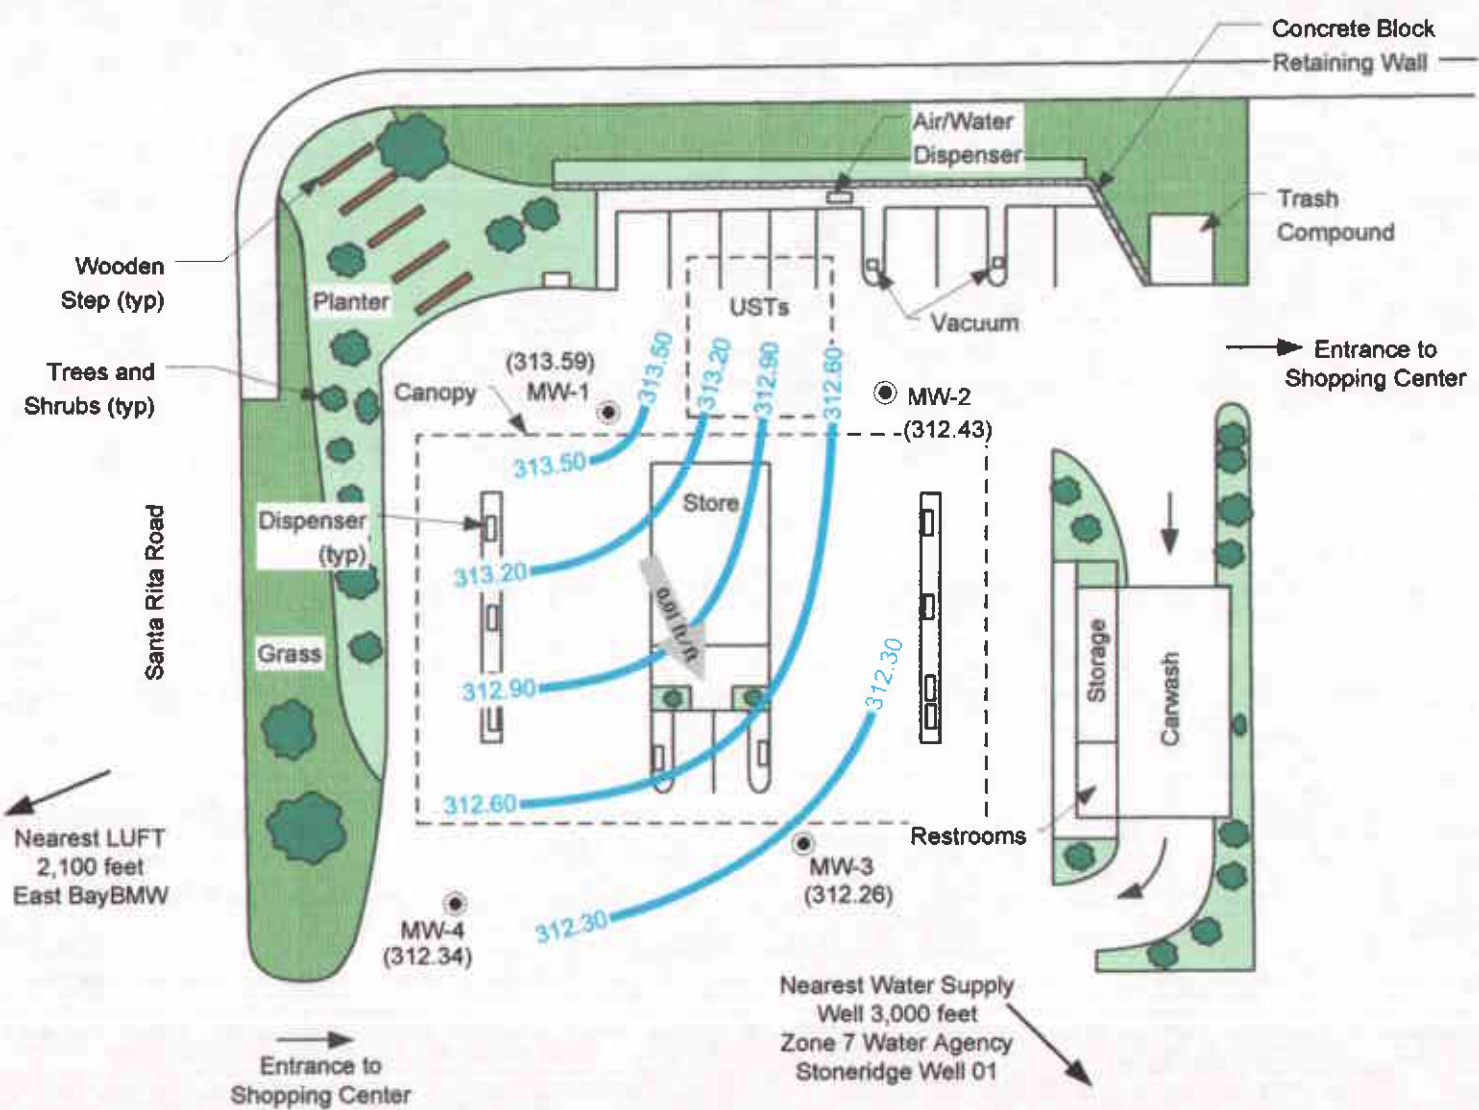 Concrete Block
Retaining Wall
Air/Water
Dispenser
Trash
Compound
Wooden
Step (typ)
Planter
USTs
Vacuum
Entrance to
Shopping Center
Trees and
Shrubs (typ)
(313.59)
MW-1
Canopy
313.50
313.20
312.90
312.60
MW-2
(312.43)
313.50
Store
Dispenser
(typ)
Santa Rita Road
313.20
0.01 ft/ft
Grass
312.90
312.30
Storage
Carwash
312.60
Restrooms
Nearest LUFT
2,100 feet
East BayBMW
MW-3
(312.26)
MW-4
(312.34)
312.30
Nearest Water Supply
Well 3,000 feet
Zone 7 Water Agency
Stoneridge Well 01
Entrance to
Shopping Center